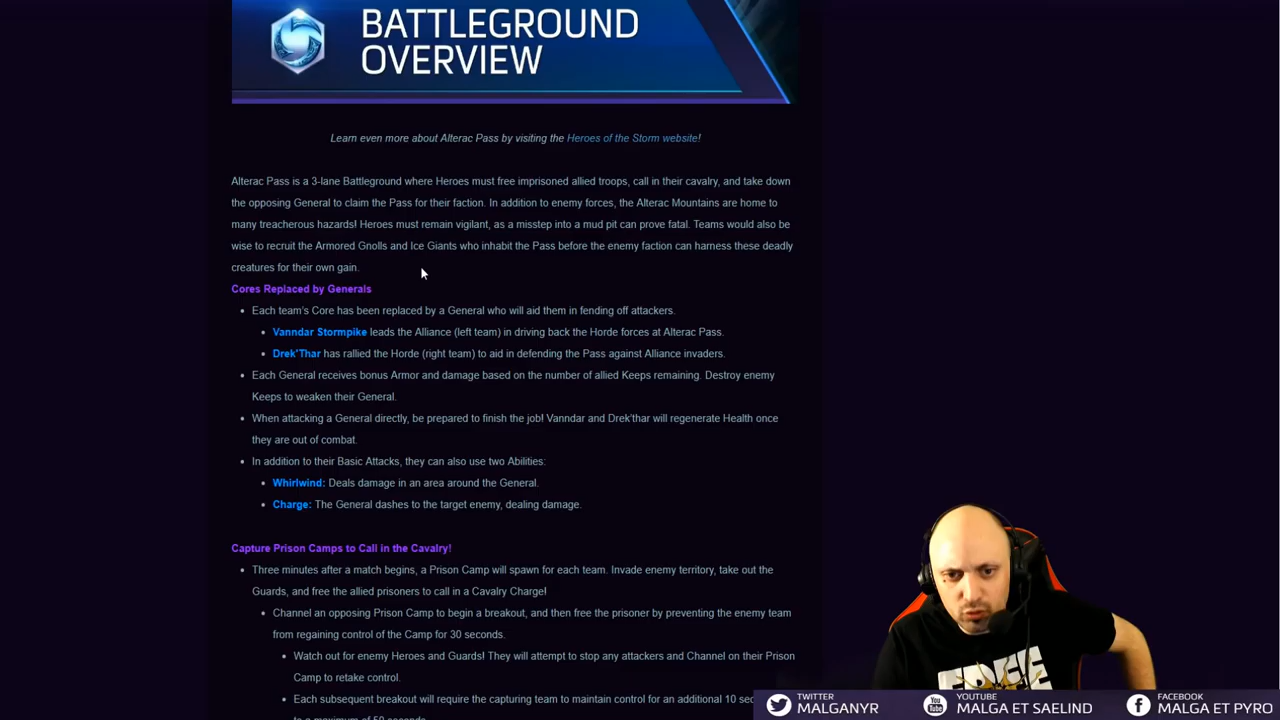 BATTLEGROUND
OVERVIEW
Learn even more about Alterac Pass by visiting the Heroes of the Storm website!
Alterac Pass is a 3-lane Battleground where Heroes must free imprisoned allied troops, call in their cavalry, and take down
the opposing General to claim the Pass for their faction. In addition to enemy forces, the Alterac Mountains are home to
many treacherous hazards! Heroes must remain vigilant, as a misstep into a mud pit can prove fatal. Teams would also be
wise to recruit the Armored Gnolls and Ice Giants who inhabit the Pass before the enemy faction can harness these deadly
creatures for their own gain.
Cores Replaced by Generals
Each team's Core has been replaced by a General who will aid them in fending off attackers.
Vanndar Stormpike leads the Alliance (left team) in driving back the Horde forces at Alterac Pass.
Drek'Thar has rallied the Horde (right team) to aid in defending the Pass against Alliance invaders.
Each General receives bonus Armor and damage based on the number of allied Keeps remaining. Destroy enemy
Keeps to weaken their General.
When attacking a General directly, be prepared to finish the job! Vanndar and Drek'thar will regenerate Health once
they are out of combat.
In addition to their Basic Attacks, they can also use two Abilities:
Whirlwind: Deals damage in an area around the General.
Charge: The General dashes to the target enemy, dealing damage.
Capture Prison Camps to Call in the Cavalry!
Three minutes after a match begins, a Prison Camp will spawn for each team. Invade enemy territory, take out the
Guards, and free the allied prisoners to call in a Cavalry Charge!
Channel an opposing Prison Camp to begin a breakout, and then free the prisoner by preventing the enemy team
from regaining control of the Camp for 30 seconds.
Watch out for enemy Heroes and Guards! They will attempt to stop any attackers and Channel on their Prison
Camp to retake control.
Each subsequent breakout will require the capturing team to maintain control for an additional 10
TWITTER
MALGANYR
YOUTUBE
MALGA ET SAELIND
FACEBOOK
MALGA ET PYRO